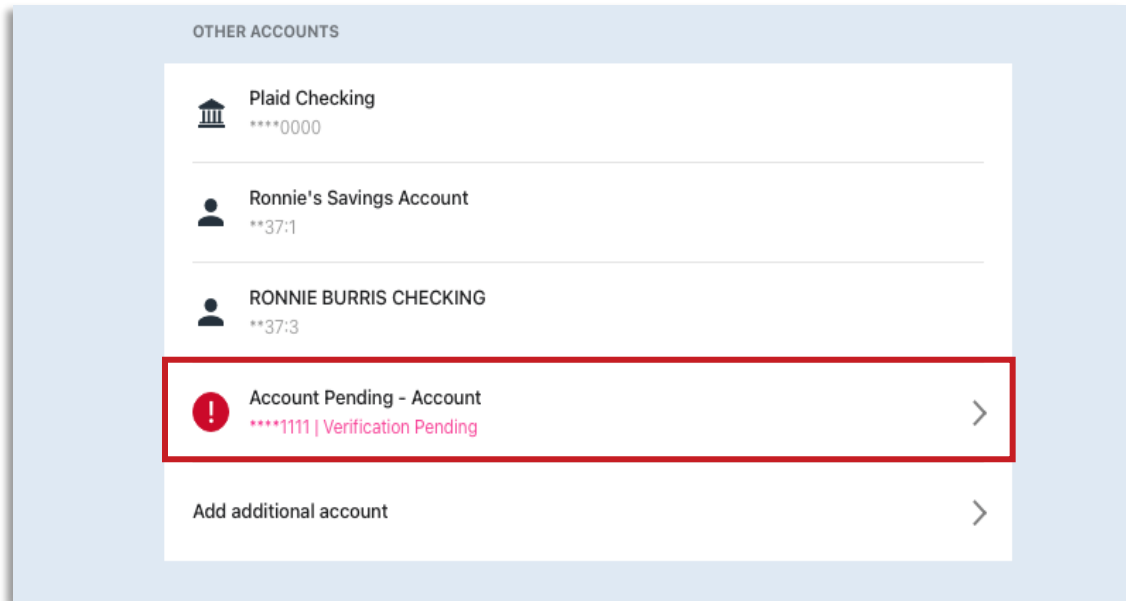 OTHER ACCOUNTS
Plaid Checking
****0000
Ronnie's Savings Account
**37:1
RONNIE BURRIS CHECKING
**37:3
Account Pending - Account
****1111 | Verification Pending
Add additional account